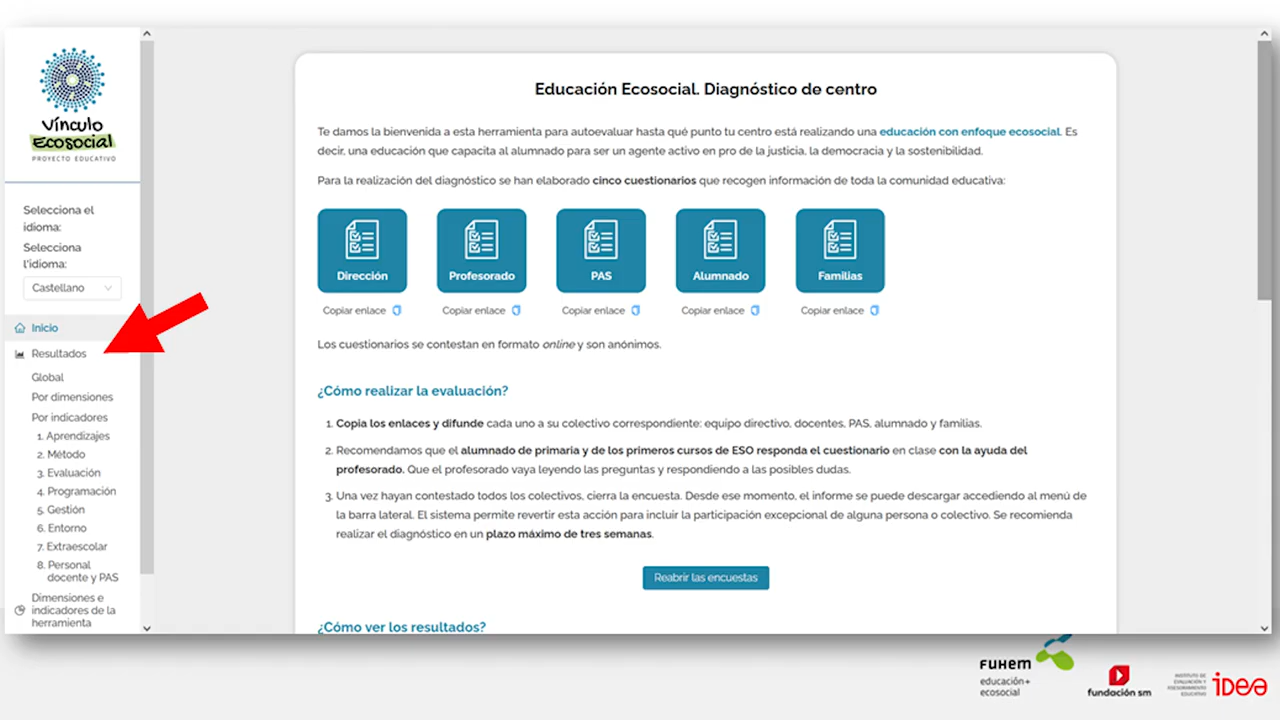 vínculo
Ecosocial
PROYECTO EDUCATIVO
Selecciona el
idioma:
Selecciona
l'idioma:
Castellano
Inicio
Resultados
Global
Por dimensiones
Por indicadores
1. Aprendizajes
2. Método
3. Evaluación
4. Programación
5. Gestión
6. Entorno
7. Extraescolar
8. Personal
docente y PAS
Dimensiones e
indicadores de la
herramienta
Educación Ecosocial. Diagnóstico de centro
Te damos la bienvenida a esta herramienta para autoevaluar hasta qué punto tu centro está realizando una educación con enfoque ecosocial. Es
decir, una educación que capacita al alumnado para ser un agente activo en pro de la justicia, la democracia y la sostenibilidad.
Para la realización del diagnóstico se han elaborado cinco cuestionarios que recogen información de toda la comunidad educativa:
Dirección Profesorado PAS Alumnado Familias
Copiar enlace Copiar enlace Copiar enlace Copiar enlace Copiar enlace
Los cuestionarios se contestan en formato online y son anónimos.
¿Cómo realizar la evaluación?
1. Copia los enlaces y difunde cada uno a su colectivo correspondiente: equipo directivo, docentes, PAS, alumnado y familias.
2. Recomendamos que el alumnado de primaria y de los primeros cursos de ESO responda el cuestionario en clase con la ayuda del
profesorado. Que el profesorado vaya leyendo las preguntas y respondiendo a las posibles dudas.
3. Una vez hayan contestado todos los colectivos, cierra la encuesta. Desde ese momento, el informe se puede descargar accediendo al menú de
la barra lateral. El sistema permite revertir esta acción para incluir la participación excepcional de alguna persona o colectivo. Se recomienda
realizar el diagnóstico en un plazo máximo de tres semanas.
Reabrir las encuestas
¿Cómo ver los resultados?
FUHEM
educación+
ecosocial
fundación sm
INSTITUTO DE
EVALUACIÓN Y
ASESORAMIENTO
EDUCATIVO
idea